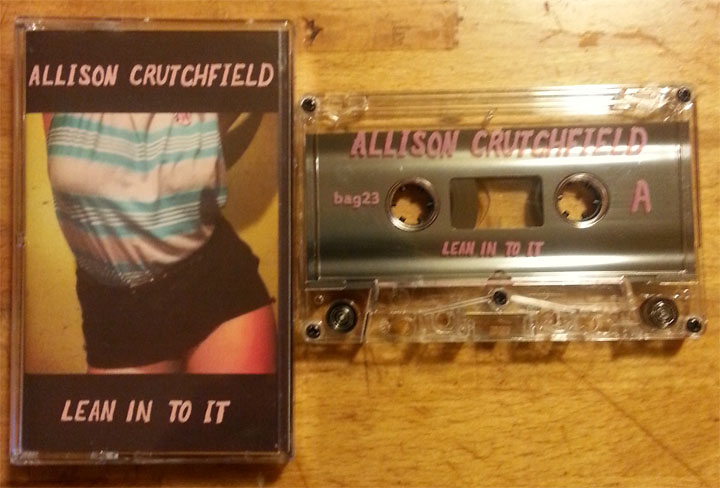 ALLISON CRUTCHFIELD
LEAN IN TO IT
ALLISON CRUTCHFIELD
bag23
A
LEAN IN TO IT